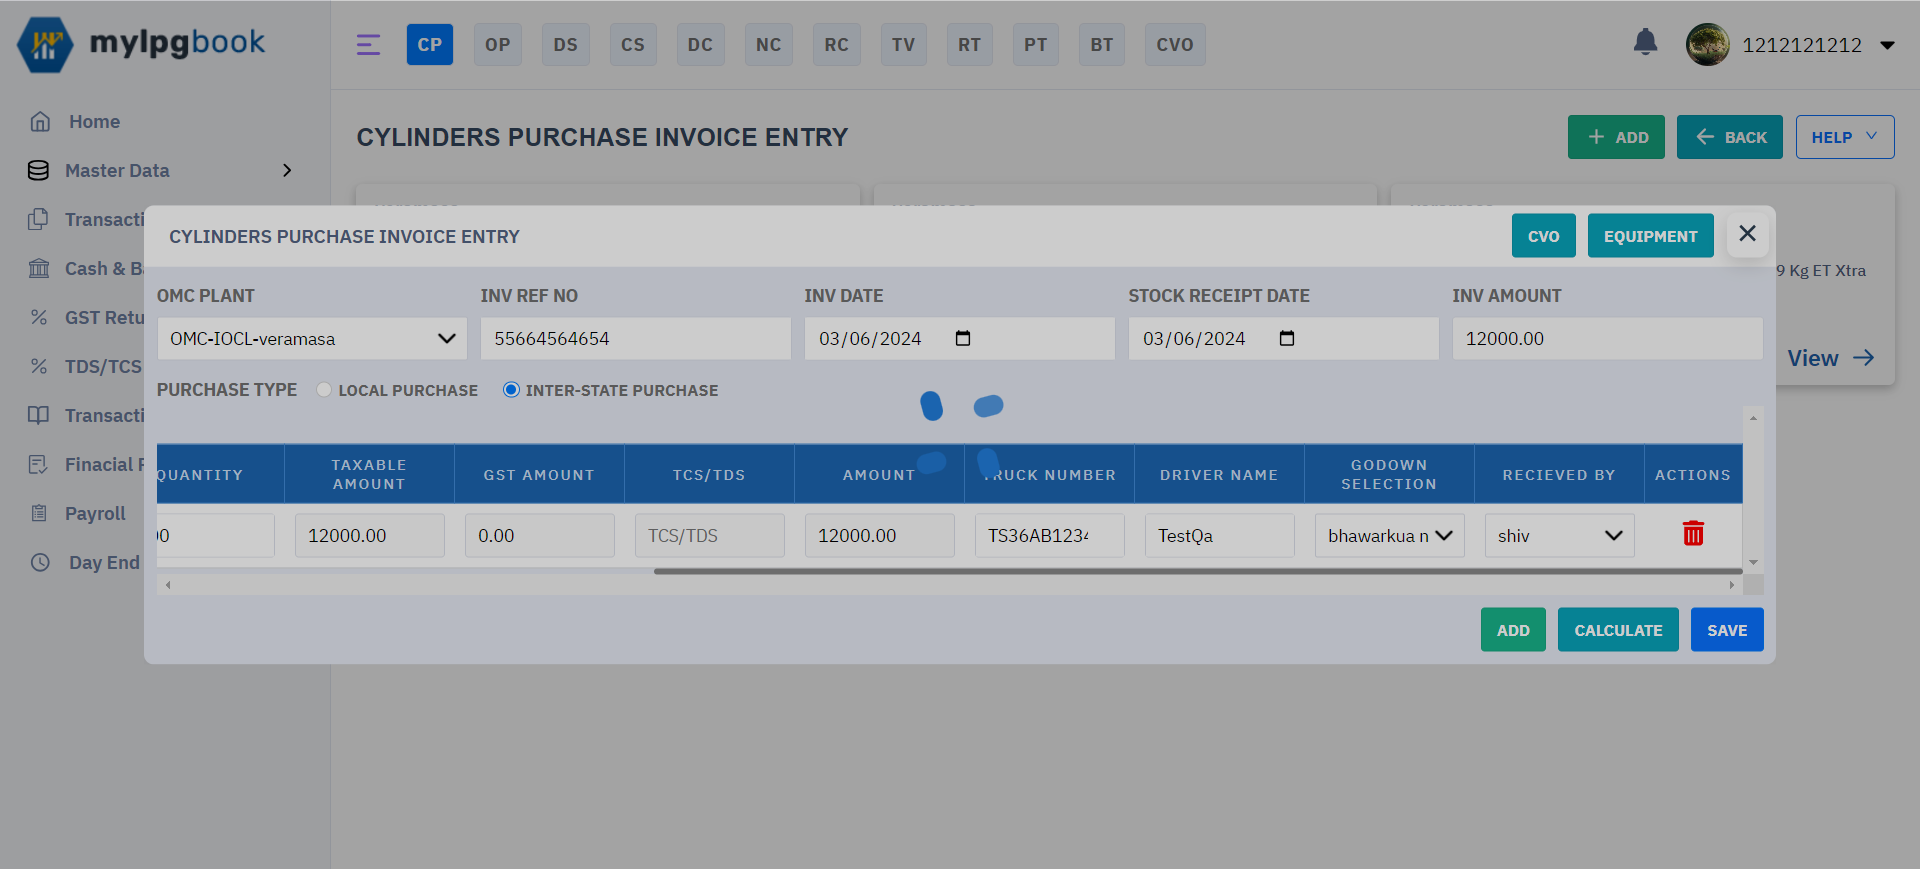 mylpgbook
CP OP DS CS DC NC RC TV RT PT BT CVO
1212121212
Home
Master Data
Transacti
Cash & B
GST Retu
TDS/TCS
Transacti
Finacial
Payroll
Day End
CYLINDERS PURCHASE INVOICE ENTRY
ADD BACK HELP
9 Kg ET Xtra
View
CYLINDERS PURCHASE INVOICE ENTRY
CVO EQUIPMENT
OMC PLANT INV REF NO INV DATE STOCK RECEIPT DATE INV AMOUNT
OMC-IOCL-veramasa 55664564654 03/06/2024 03/06/2024 12000.00
PURCHASE TYPE LOCAL PURCHASE INTER-STATE PURCHASE
QUANTITY TAXABLE AMOUNT GST AMOUNT TCS/TDS AMOUNT TRUCK NUMBER DRIVER NAME GODOWN SELECTION RECIEVED BY ACTIONS
00 12000.00 0.00 TCS/TDS 12000.00 TS36AB1234 TestQa bhawarkua n shiv
ADD CALCULATE SAVE